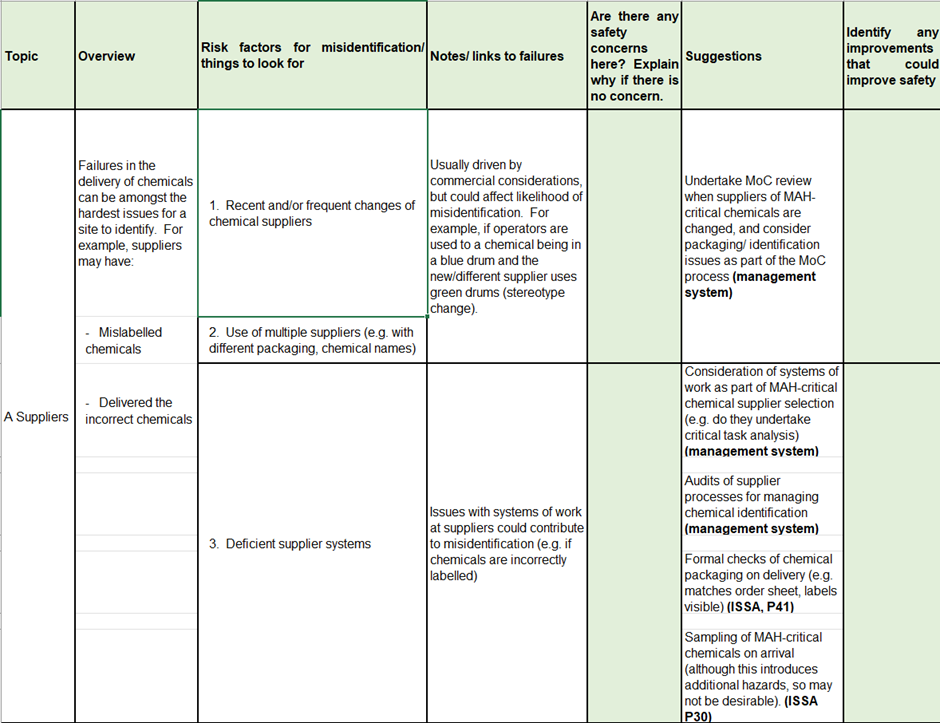 Topic
Overview
Risk factors for misidentification/
things to look for
Notes/ links to failures
Are there any
safety
concerns
here? Explain
why if there is
no concern.
Suggestions
Identify any
improvements
that could
improve safety
A Suppliers
Failures in the
delivery of chemicals
can be amongst the
hardest issues for a
site to identify. For
example, suppliers
may have:
- Mislabelled
chemicals
- Delivered the
incorrect chemicals
1. Recent and/or frequent changes of
chemical suppliers
2. Use of multiple suppliers (e.g. with
different packaging, chemical names)
Usually driven by
commercial considerations,
but could affect likelihood of
misidentification. For
example, if operators are
used to a chemical being in
a blue drum and the
new/different supplier uses
green drums (stereotype
change).
Undertake MoC review
when suppliers of MAH-
critical chemicals are
changed, and consider
packaging/ identification
issues as part of the MoC
process (management
system)
3. Deficient supplier systems
Issues with systems of work
at suppliers could contribute
to misidentification (e.g. if
chemicals are incorrectly
labelled)
Consideration of systems of
work as part of MAH-critical
chemical supplier selection
(e.g. do they undertake
critical task analysis)
(management system)
Audits of supplier
processes for managing
chemical identification
(management system)
Formal checks of chemical
packaging on delivery (e.g.
matches order sheet, labels
visible) (ISSA, P41)
Sampling of MAH-critical
chemicals on arrival
(although this introduces
additional hazards, so may
not be desirable). (ISSA
P30)